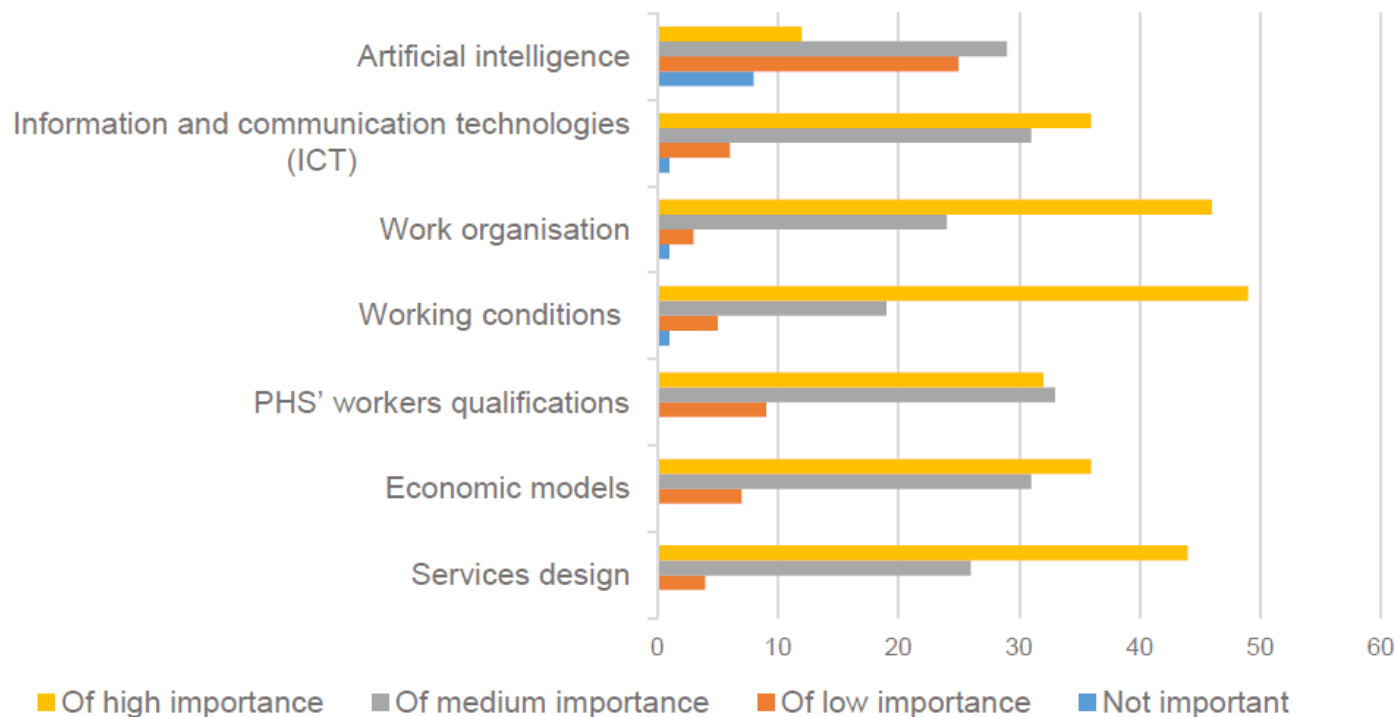 Artificial intelligence
Information and communication technologies
(ICT)
Work organisation
Working conditions
PHS’ workers qualifications
Economic models
Services design
0 10 20 30 40 50 60
Of high importance Of medium importance Of low importance Not important